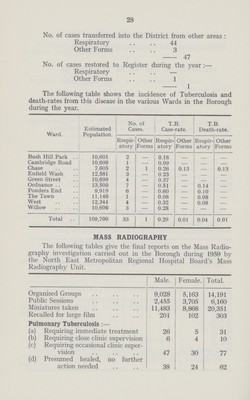 28
No. of cases transferred into the District from other areas :
Respiratory .. .. 44
Other Forms .. .. 3
47
No. of cases restored to Register during the year :—
Respiratory .. .. —
Other Forms .. .. 1
1
The following table shows the incidence of Tuberculosis and
death-rates from this disease in the various Wards in the Borough
during the year.
Ward. Estimated Population. No. of Cases. T.B. Case-rate. T.B. Death-rate.
Respiratory Other Forms Respiratory Other Forms Respiratory Other Forms
Bush Hill Park 10,601 2 — 0.18 — — —
Cambridge Road 10,699 1 — 0.09 — — —
Chase 7,605 2 1 0.26 0.13 — 0.13
Enfield Wash 12,981 3 — 0.23 — — —
Green Street 10,698 4 — 0.37 — — —
Ordnance 13,500 7 — 0.51 — 0.14 —
Ponders End 9,919 6 — 0.60 — 0.10 —
The Town 11,149 1 — 0.08 — 0.08 —
West 12,344 4 — 0.32 — 0.08 —
Willow 10,606 3 — 0.28 — — —
Total 109,700 33 1 0.29 0.01 0.04 0.01
MASS RADIOGRAPHY
The following tables give the final reports on the Mass Radio-
graphy investigation carried out in the Borough during 1959 by
the North East Metropolitan Regional Hospital Board's Mass
Radiography Unit.
Male. Female. Total.
Organised Groups 9,028 5,163 14,191
Public Sessions 2,455 3,705 6,160
Miniatures taken 11,483 8,868 20,351
Recalled for large film 201 102 303
Pulmonary Tuberculosis :—
(a) Requiring immediate treatment 26 5 31
(b) Requiring close clinic supervision 6 4 10
(c) Requiring occasional clinic super-
vision 47 30 77
(d) Presumed healed, no further
action needed 38 24 62